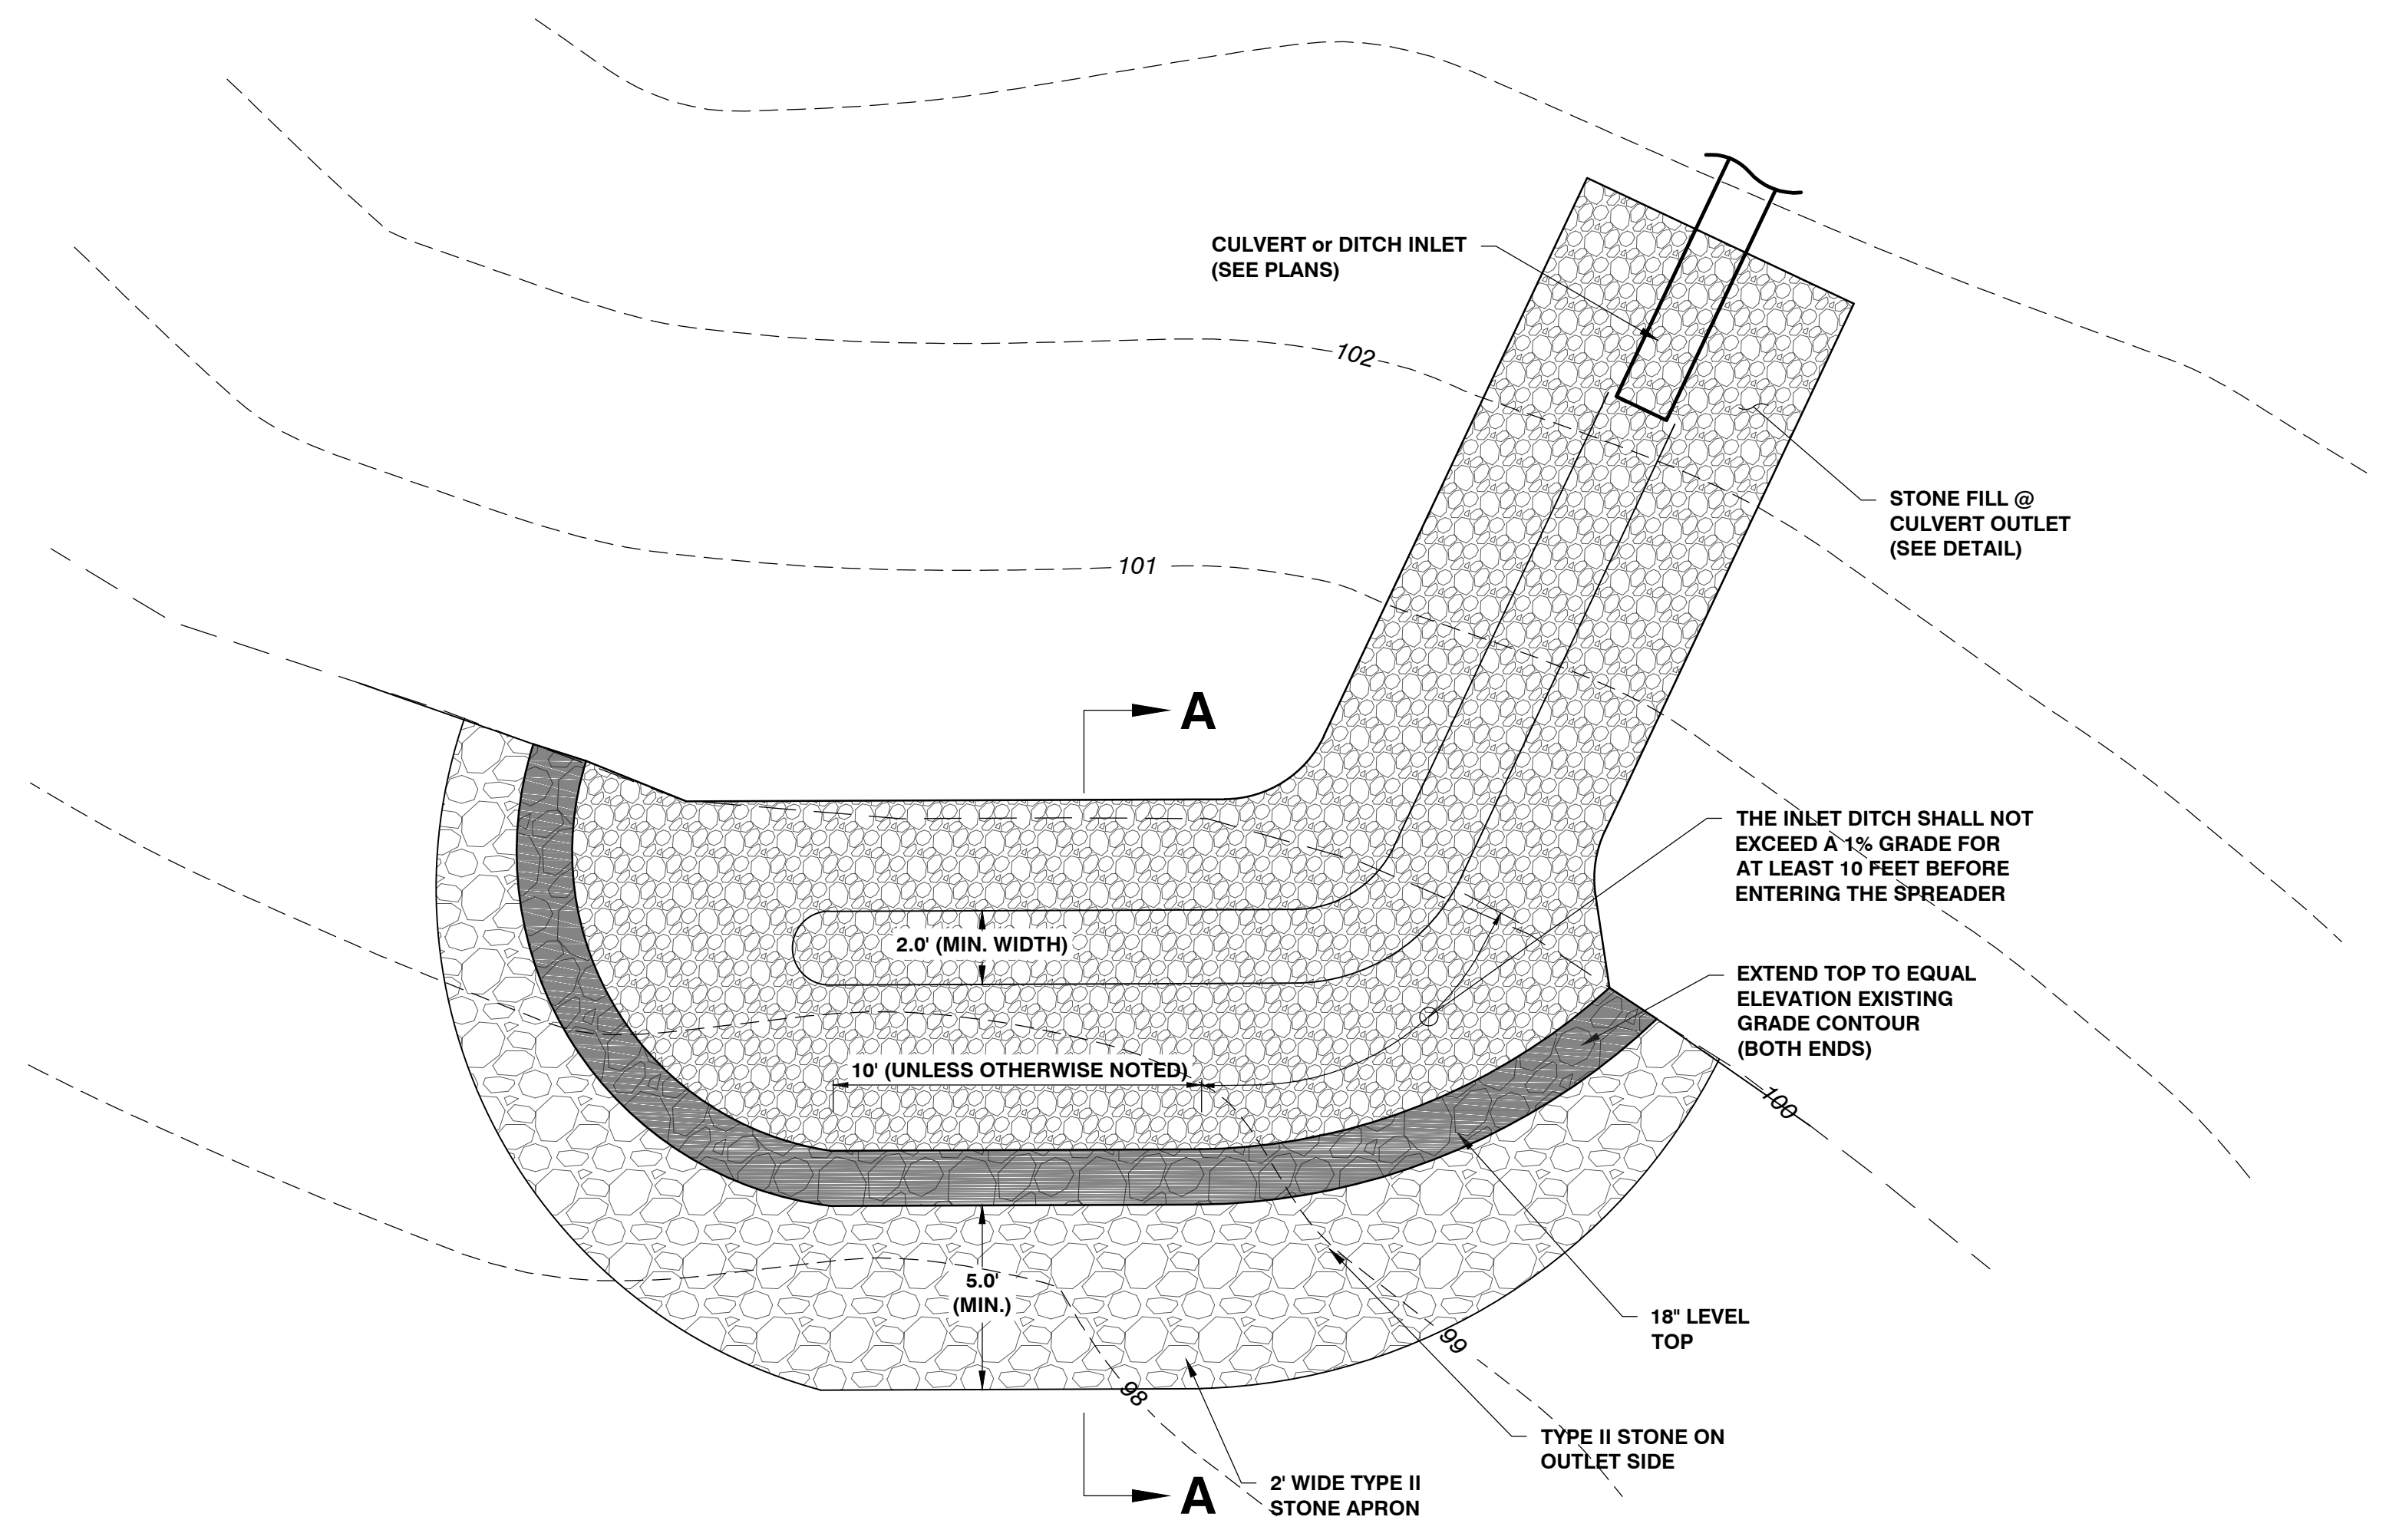 CULVERT or DITCH INLET
(SEE PLANS)
102
STONE FILL @
CULVERT OUTLET
(SEE DETAIL)
101
A
THE INLET DITCH SHALL NOT
EXCEED A 1% GRADE FOR
AT LEAST 10 FEET BEFORE
ENTERING THE SPREADER
2.0' (MIN. WIDTH)
EXTEND TOP TO EQUAL
ELEVATION EXISTING
GRADE CONTOUR
(BOTH ENDS)
10' (UNLESS OTHERWISE NOTED)
100
5.0'
(MIN.)
18" LEVEL
TOP
99
98
TYPE II STONE ON
OUTLET SIDE
2' WIDE TYPE II
STONE APRON
A